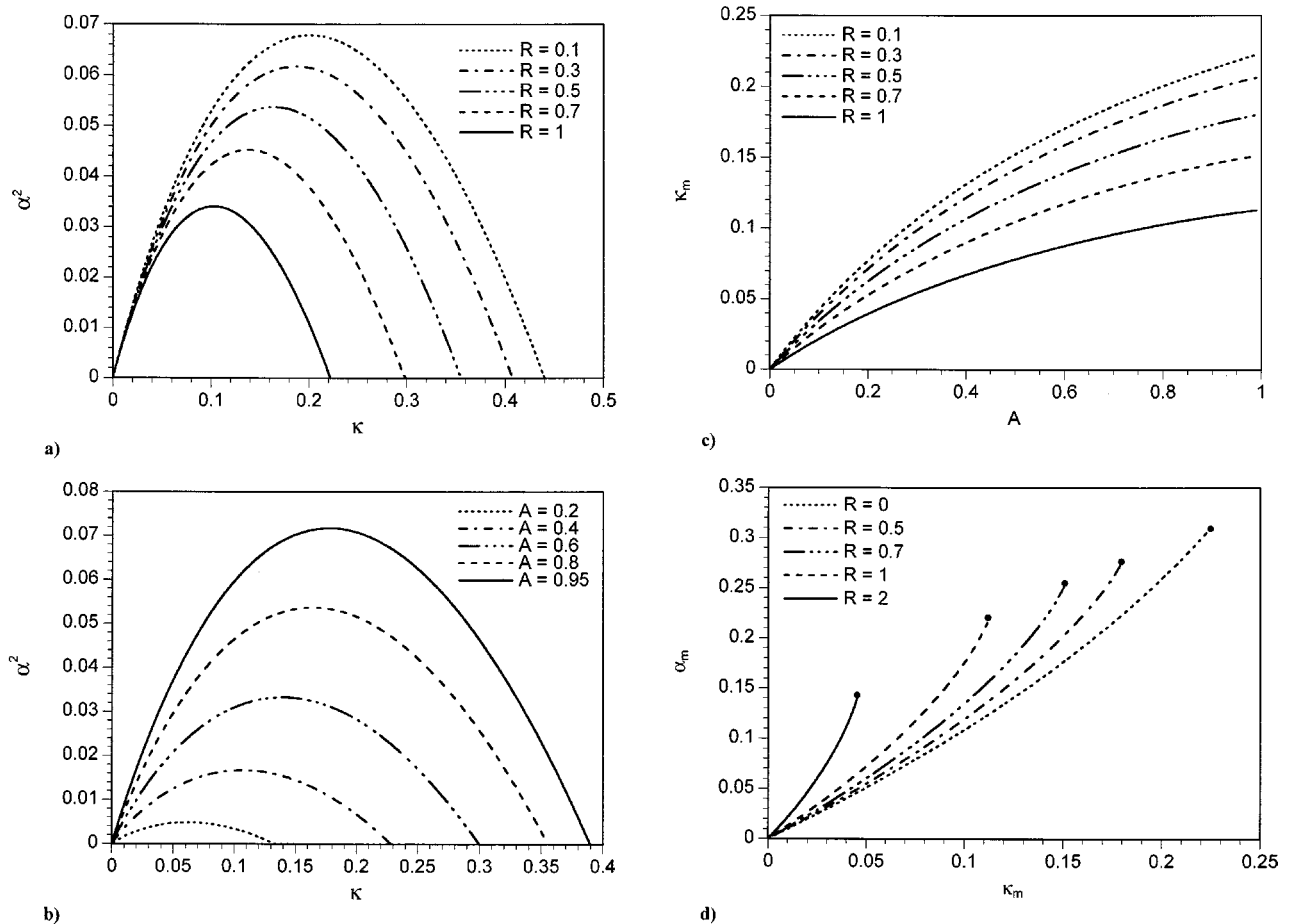 0.07
0.06
0.05
0.04
0.03
0.02
0.01
0
α²
R = 0.1
R = 0.3
R = 0.5
R = 0.7
R = 1
0 0.1 0.2 0.3 0.4 0.5
κ
a)
0.25
0.2
0.15
0.1
0.05
0
κm
R = 0.1
R = 0.3
R = 0.5
R = 0.7
R = 1
0 0.2 0.4 0.6 0.8 1
A
c)
0.08
0.07
0.06
0.05
0.04
0.03
0.02
0.01
0
α²
A = 0.2
A = 0.4
A = 0.6
A = 0.8
A = 0.95
0 0.05 0.1 0.15 0.2 0.25 0.3 0.35 0.4
κ
b)
0.35
0.3
0.25
0.2
0.15
0.1
0.05
0
αm
R = 0
R = 0.5
R = 0.7
R = 1
R = 2
0 0.05 0.1 0.15 0.2 0.25
κm
d)